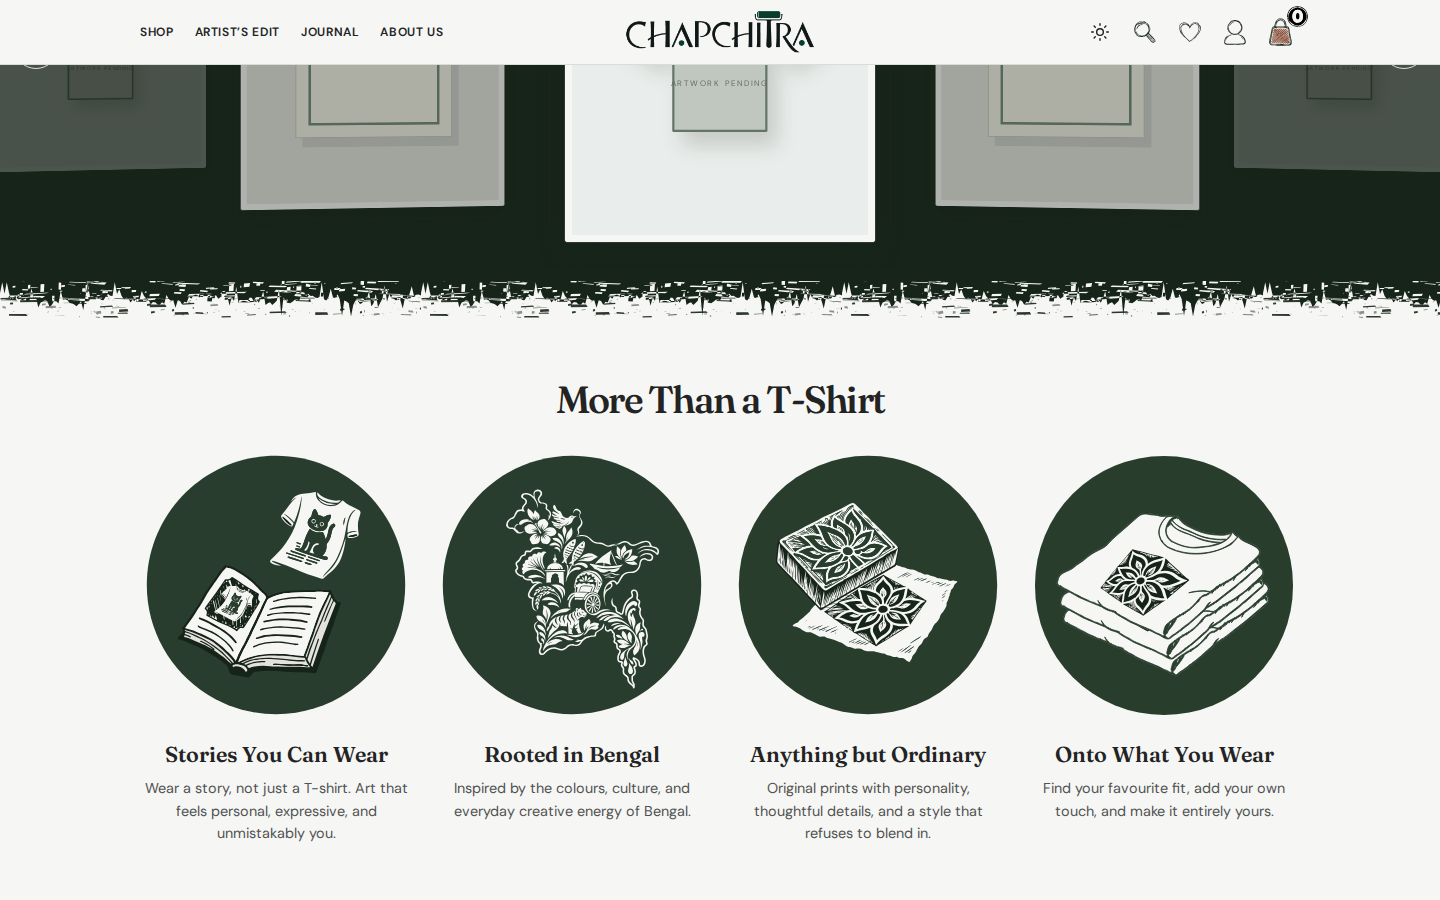 SHOP ARTIST'S EDIT JOURNAL ABOUT US
CHAPCHITRA
0
ARTWORK PENDING
More Than a T-Shirt
Stories You Can Wear
Wear a story, not just a T-shirt. Art that
feels personal, expressive, and
unmistakably you.
Rooted in Bengal
Inspired by the colours, culture, and
everyday creative energy of Bengal.
Anything but Ordinary
Original prints with personality,
thoughtful details, and a style that
refuses to blend in.
Onto What You Wear
Find your favourite fit, add your own
touch, and make it entirely yours.